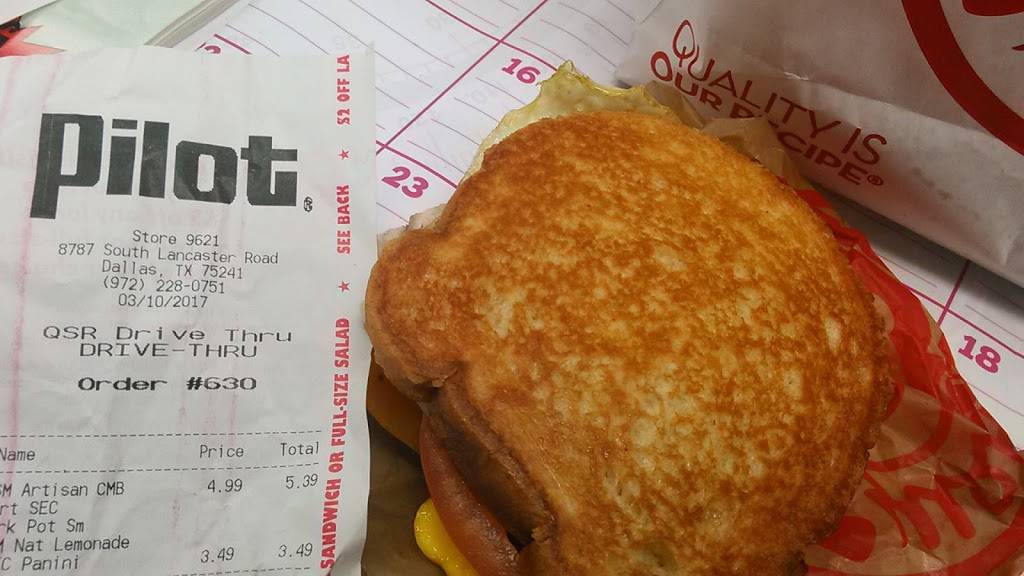 Pilot®
Store 9621
8787 South Lancaster Road
Dallas, TX 75241
(972) 228-0751
03/10/2017
QSR Drive Thru
DRIVE-THRU
Order #630
Name Price Total
M Artisan CMB 4.99 5.39
rt SEC
rk Pot Sm
Nat Lemonade
C Panini 3.49 3.49
SANDWICH OR FULL-SIZE SALAD ★ SEE BACK ★ $2 OFF LA
16
23
18
QUALITY IS
OUR RECIPE®